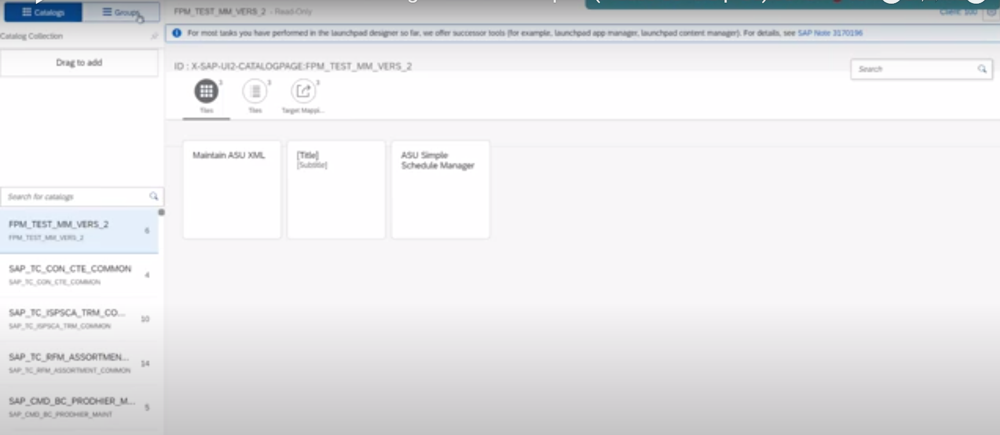 Catalogs
Groups
FPM_TEST_MM_VERS_2 - Read-Only
Client: 100
Catalog Collection
For most tasks you have performed in the launchpad designer so far, we offer successor tools (for example, launchpad app manager, launchpad content manager). For details, see SAP Note 3170196
Drag to add
ID : X-SAP-UI2-CATALOGPAGE:FPM_TEST_MM_VERS_2
Search
3
3
3
Tiles
Tiles
Target Mappi...
Maintain ASU XML
[Title]
[Subtitle]
ASU Simple
Schedule Manager
Search for catalogs
FPM_TEST_MM_VERS_2
6
FPM_TEST_MM_VERS_2
SAP_TC_CON_CTE_COMMON
4
SAP_TC_CON_CTE_COMMON
SAP_TC_ISPSCA_TRM_CO...
10
SAP_TC_ISPSCA_TRM_COMMON
SAP_TC_RFM_ASSORTMEN...
14
SAP_TC_RFM_ASSORTMENT_COMMON
SAP_CMD_BC_PRODHIER_M...
5
SAP_CMD_BC_PRODHIER_MAINT